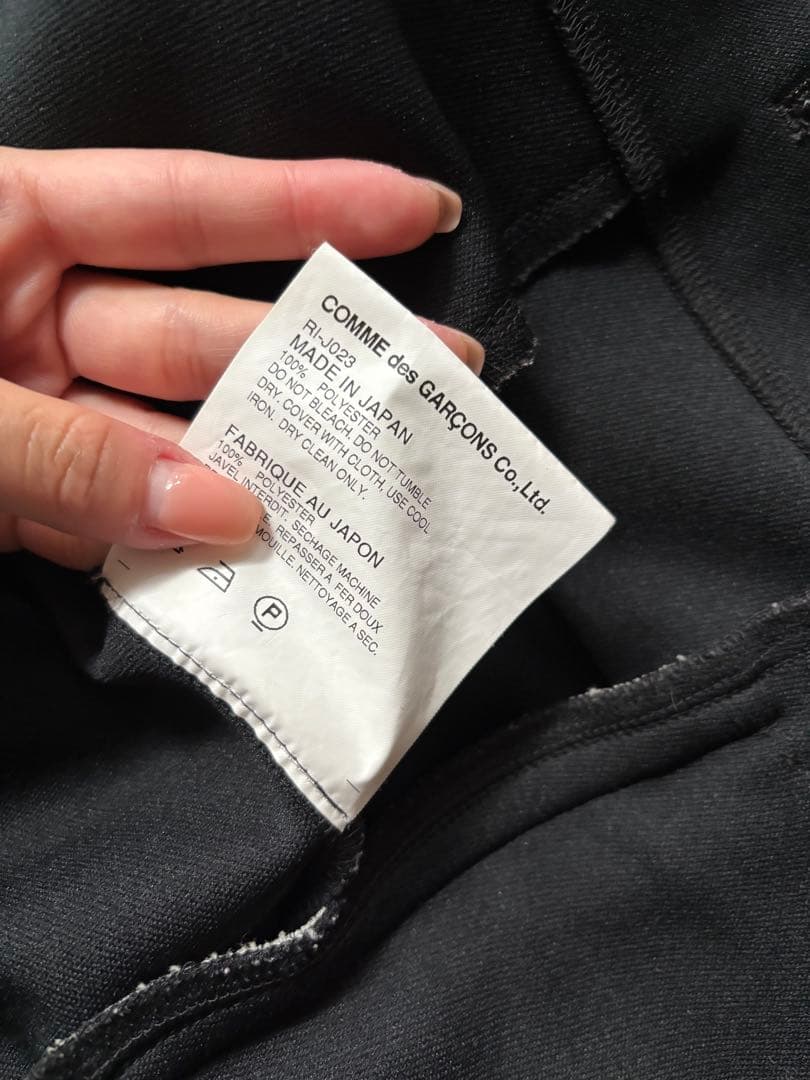 COMME des GARÇONS Co.,Ltd.
RI-J023
MADE IN JAPAN
100% POLYESTER
DO NOT BLEACH, DO NOT TUMBLE
DRY. COVER WITH CLOTH, USE COOL
IRON. DRY CLEAN ONLY.
FABRIQUE AU JAPON
100% POLYESTER
JAVEL INTERDIT. SECHAGE MACHINE
REPASSER A FER DOUX
MOUILLE. NETTOYAGE A SEC.
P